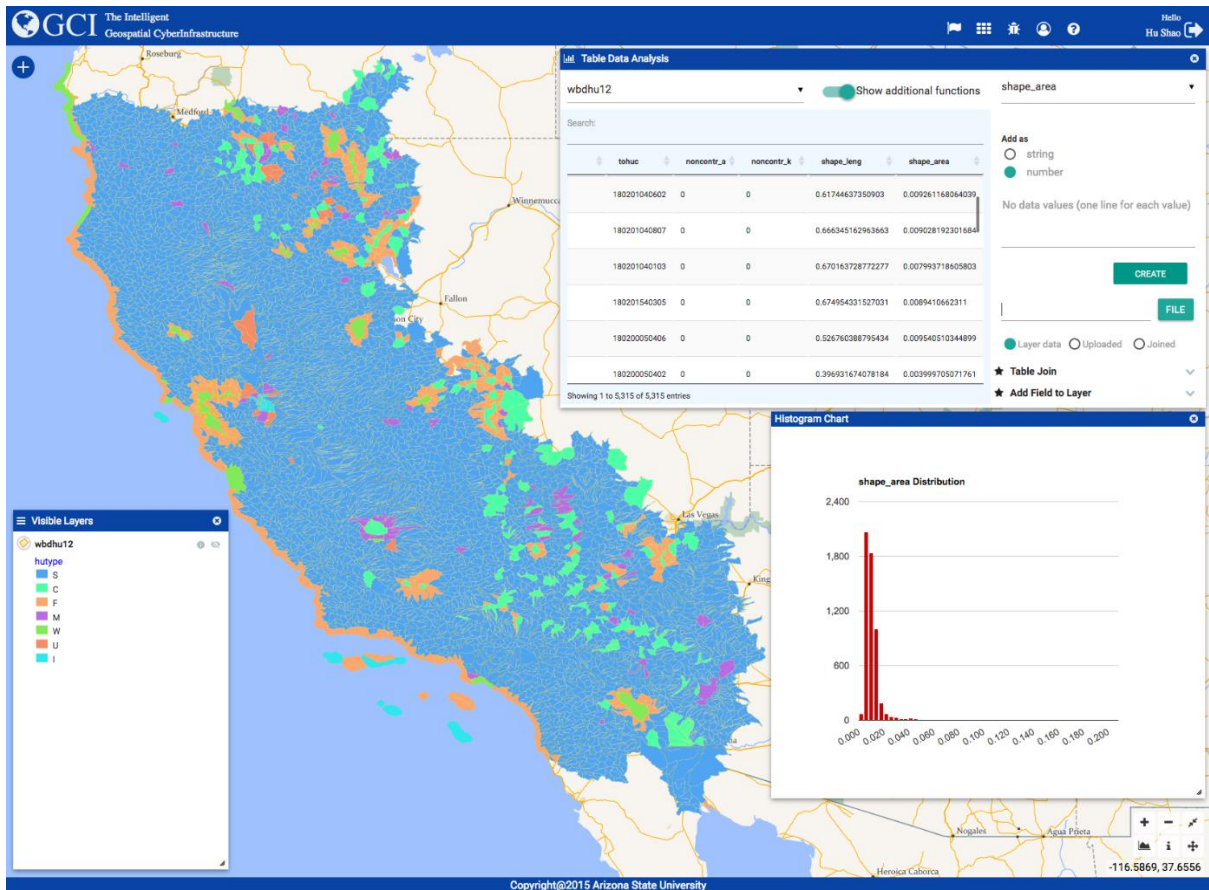 GCI
The Intelligent
Geospatial CyberInfrastructure
Hello
Hu Shao
Roseburg
Medford
Winnemucca
Fallon
son City
Las Vegas
King
na
Nogales
Agua Prieta
Heroica Caborca
Table Data Analysis
wbdhu12
Show additional functions
shape_area
Search:
tohuc noncontr_a noncontr_k shape_leng shape_area
180201040602 0 0 0.61744637350903 0.009261168064039
180201040807 0 0 0.666345162963663 0.009028192301684
180201040103 0 0 0.670163728772277 0.007993718605803
180201540305 0 0 0.674954331527031 0.0089410662311
180200050406 0 0 0.526760388795434 0.009540510344899
180200050402 0 0 0.396931674078184 0.003999705071761
Showing 1 to 5,315 of 5,315 entries
Add as
string
number
No data values (one line for each value)
CREATE
FILE
Layer data Uploaded Joined
Table Join
Add Field to Layer
Histogram Chart
shape_area Distribution
2,400
1,800
1,200
600
0
0.000 0.020 0.040 0.060 0.080 0.100 0.120 0.140 0.160 0.180 0.200
Visible Layers
wbdhu12
hutype
S
C
F
M
W
U
I
-116.5869, 37.6556
Copyright@2015 Arizona State University